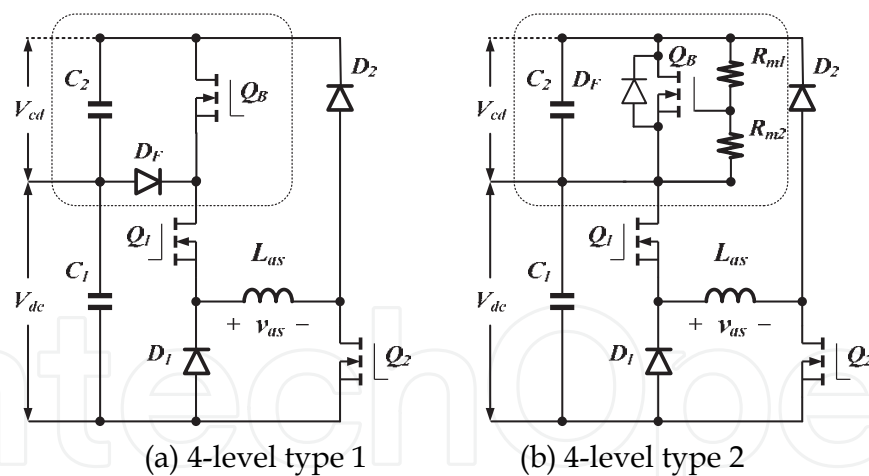 C2
QB
D2
Vcd
DF
Q1
C1
Las
Vdc
+ vas −
D1
Q2
(a) 4-level type 1
C2
DF
QB
Rm1
D2
Vcd
Rm2
Q1
C1
Las
Vdc
+ vas −
D1
Q2
(b) 4-level type 2
ntechOpe